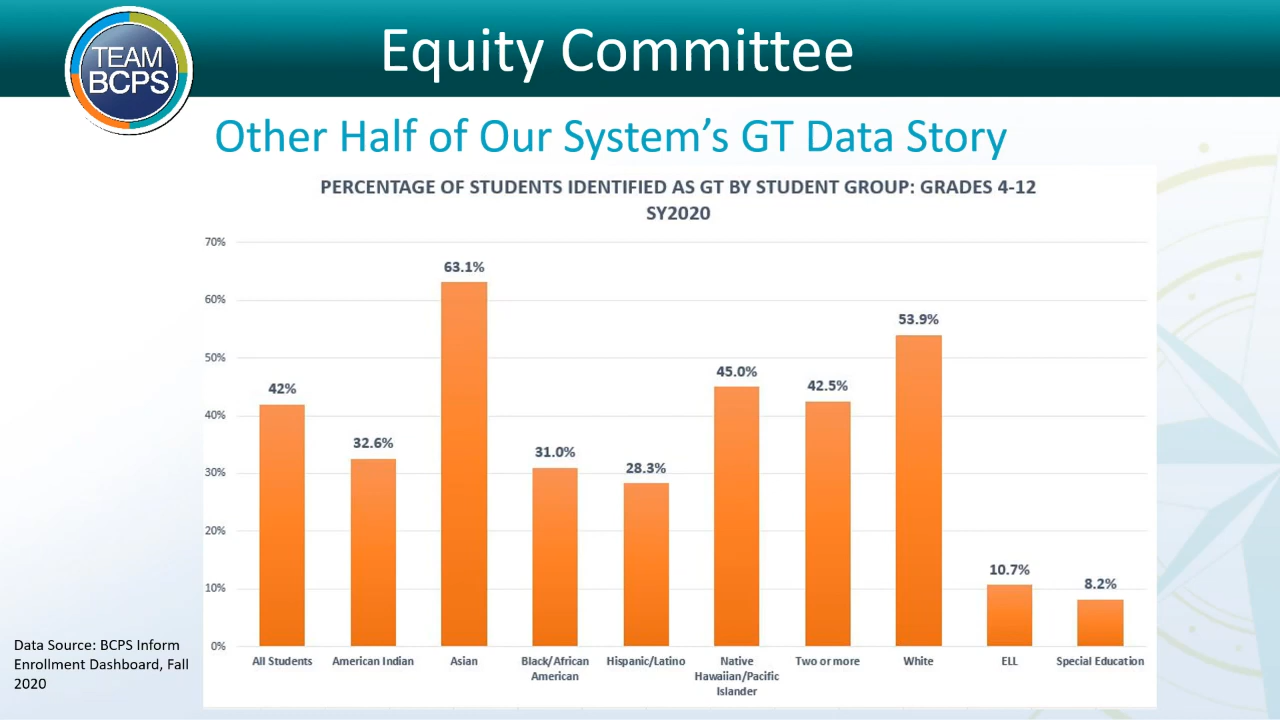 TEAM
BCPS
Equity Committee
Other Half of Our System’s GT Data Story
PERCENTAGE OF STUDENTS IDENTIFIED AS GT BY STUDENT GROUP: GRADES 4-12
SY2020
70%
60%
50%
40%
30%
20%
10%
0%
42%
32.6%
63.1%
31.0%
28.3%
45.0%
42.5%
53.9%
10.7%
8.2%
All Students
American Indian
Asian
Black/African
American
Hispanic/Latino
Native
Hawaiian/Pacific
Islander
Two or more
White
ELL
Special Education
Data Source: BCPS Inform
Enrollment Dashboard, Fall
2020